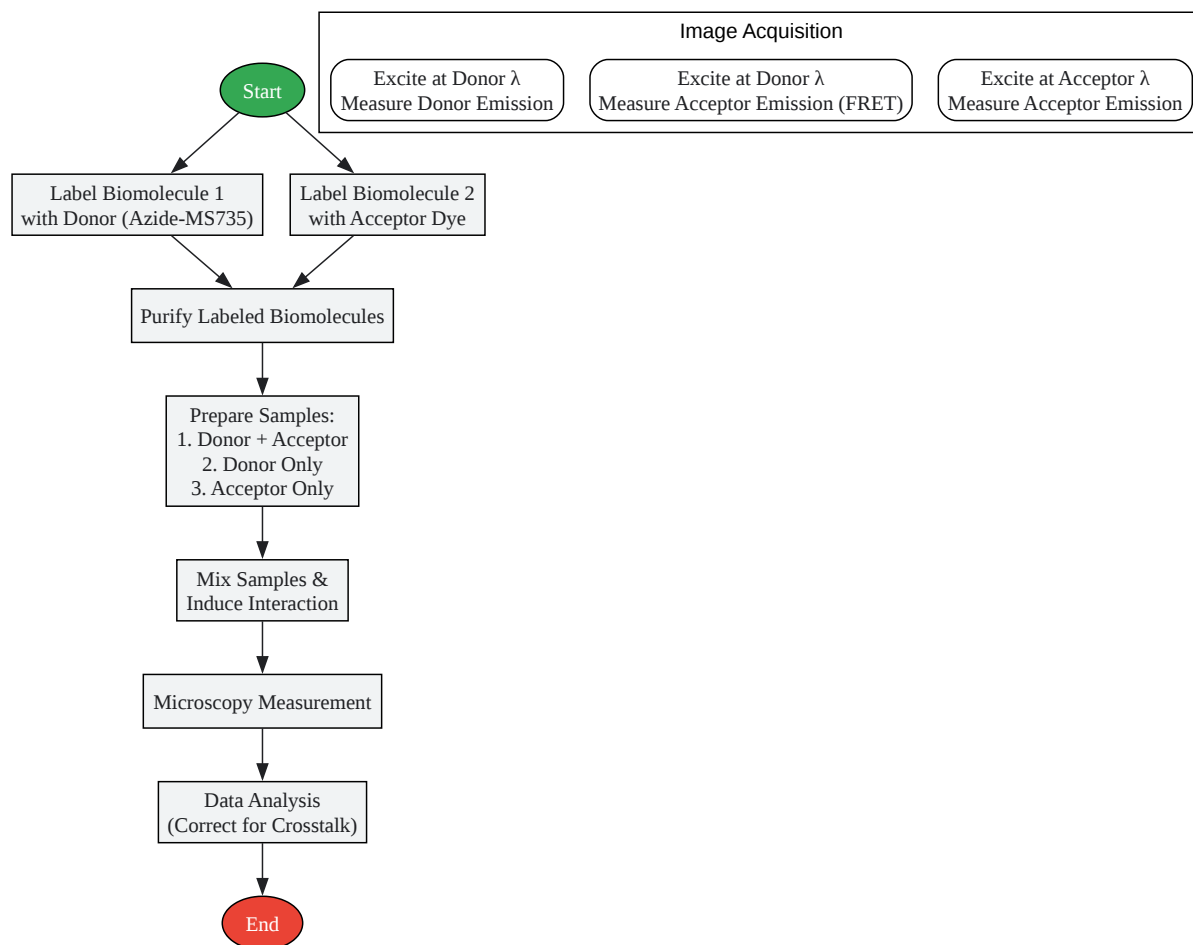 Image Acquisition
Excite at Donor λ
Measure Donor Emission
Excite at Donor λ
Measure Acceptor Emission (FRET)
Excite at Acceptor λ
Measure Acceptor Emission
Start
Label Biomolecule 1
with Donor (Azide-MS735)
Label Biomolecule 2
with Acceptor Dye
Purify Labeled Biomolecules
Prepare Samples:
1. Donor + Acceptor
2. Donor Only
3. Acceptor Only
Mix Samples &
Induce Interaction
Microscopy Measurement
Data Analysis
(Correct for Crosstalk)
End